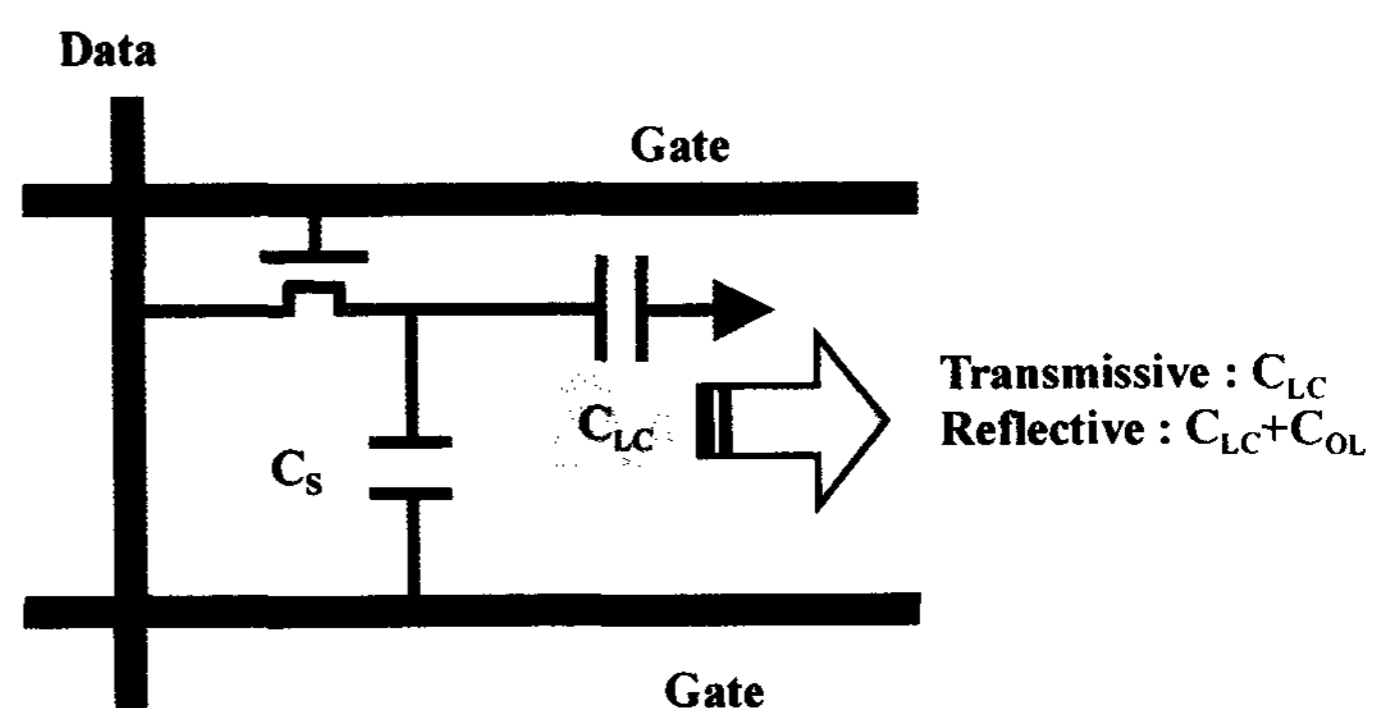 Data
Gate
C_LC
C_S
Transmissive : C_LC
Reflective : C_LC+C_OL
Gate